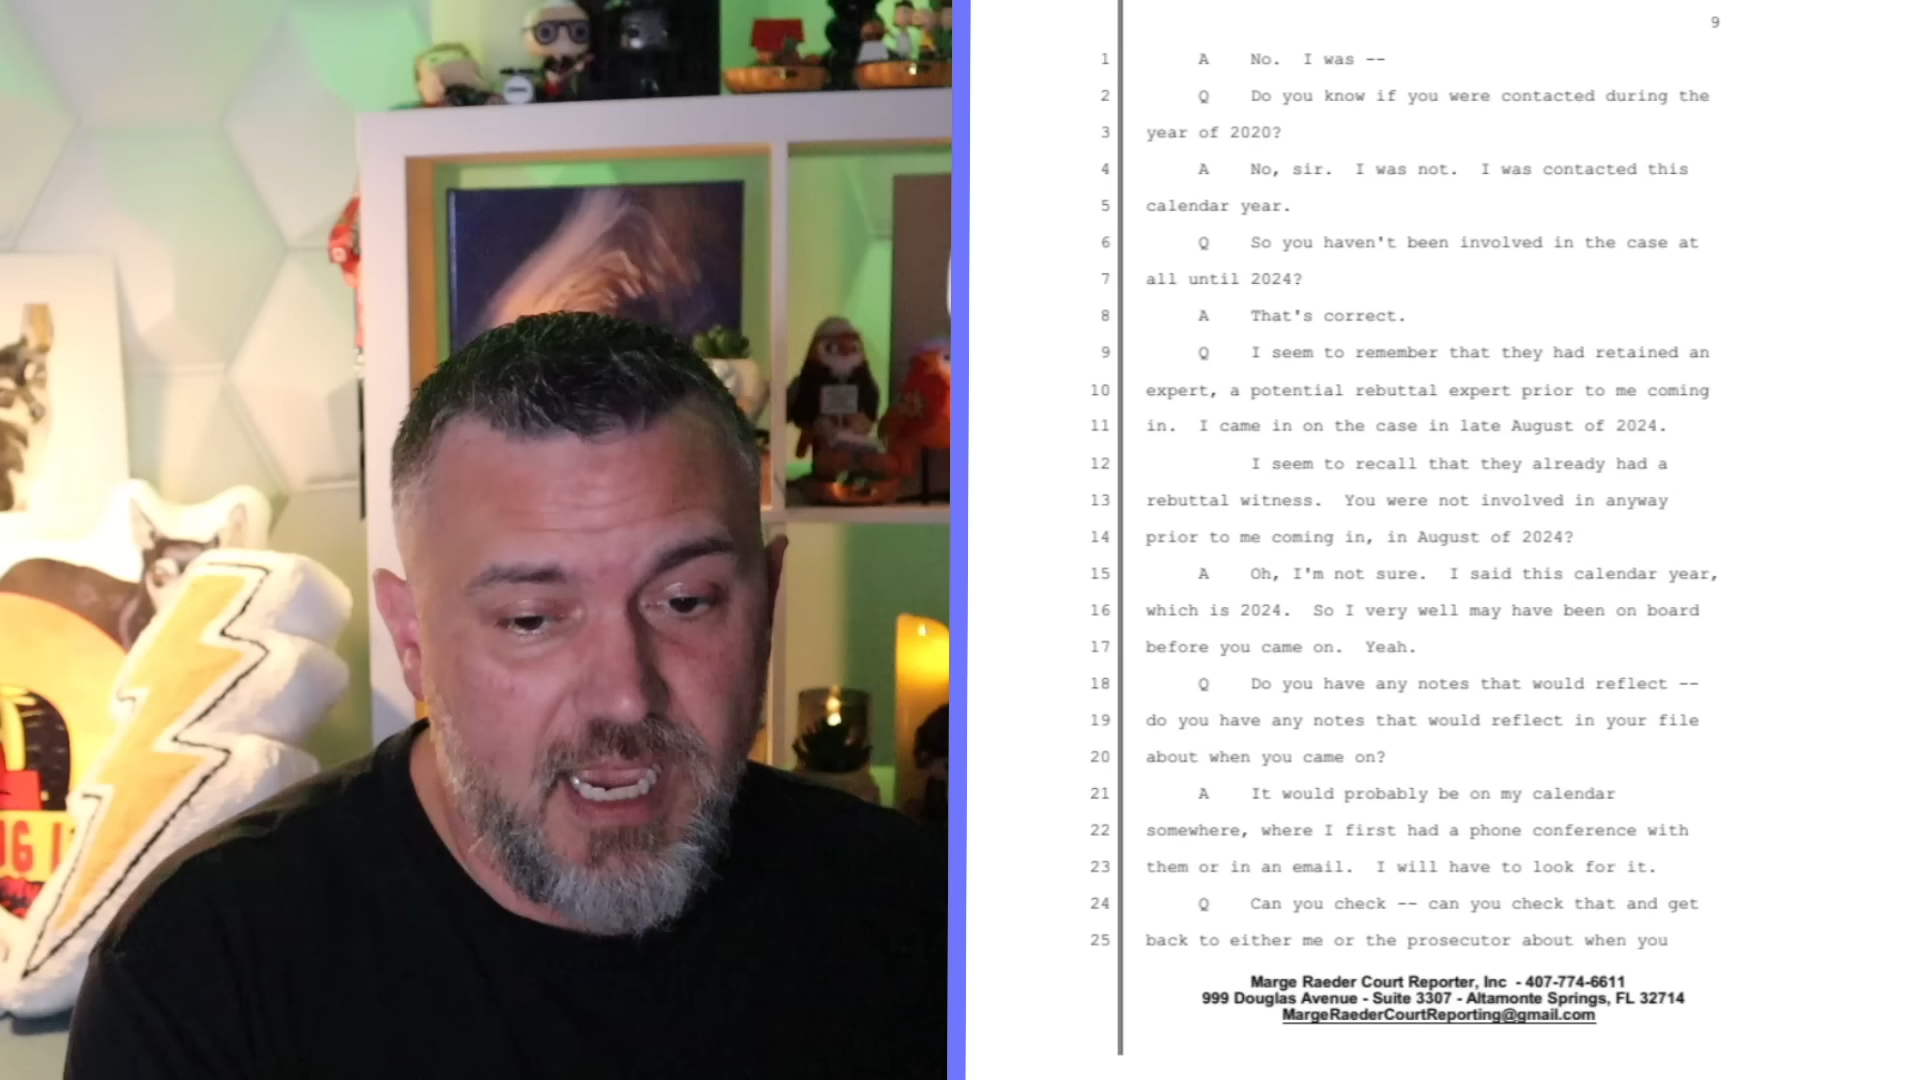 9
1 A No. I was --
2 Q Do you know if you were contacted during the
3 year of 2020?
4 A No, sir. I was not. I was contacted this
5 calendar year.
6 Q So you haven't been involved in the case at
7 all until 2024?
8 A That's correct.
9 Q I seem to remember that they had retained an
10 expert, a potential rebuttal expert prior to me coming
11 in. I came in on the case in late August of 2024.
12 I seem to recall that they already had a
13 rebuttal witness. You were not involved in anyway
14 prior to me coming in, in August of 2024?
15 A Oh, I'm not sure. I said this calendar year,
16 which is 2024. So I very well may have been on board
17 before you came on. Yeah.
18 Q Do you have any notes that would reflect --
19 do you have any notes that would reflect in your file
20 about when you came on?
21 A It would probably be on my calendar
22 somewhere, where I first had a phone conference with
23 them or in an email. I will have to look for it.
24 Q Can you check -- can you check that and get
25 back to either me or the prosecutor about when you
Marge Raeder Court Reporter, Inc - 407-774-6611
999 Douglas Avenue - Suite 3307 - Altamonte Springs, FL 32714
MargeRaederCourtReporting@gmail.com